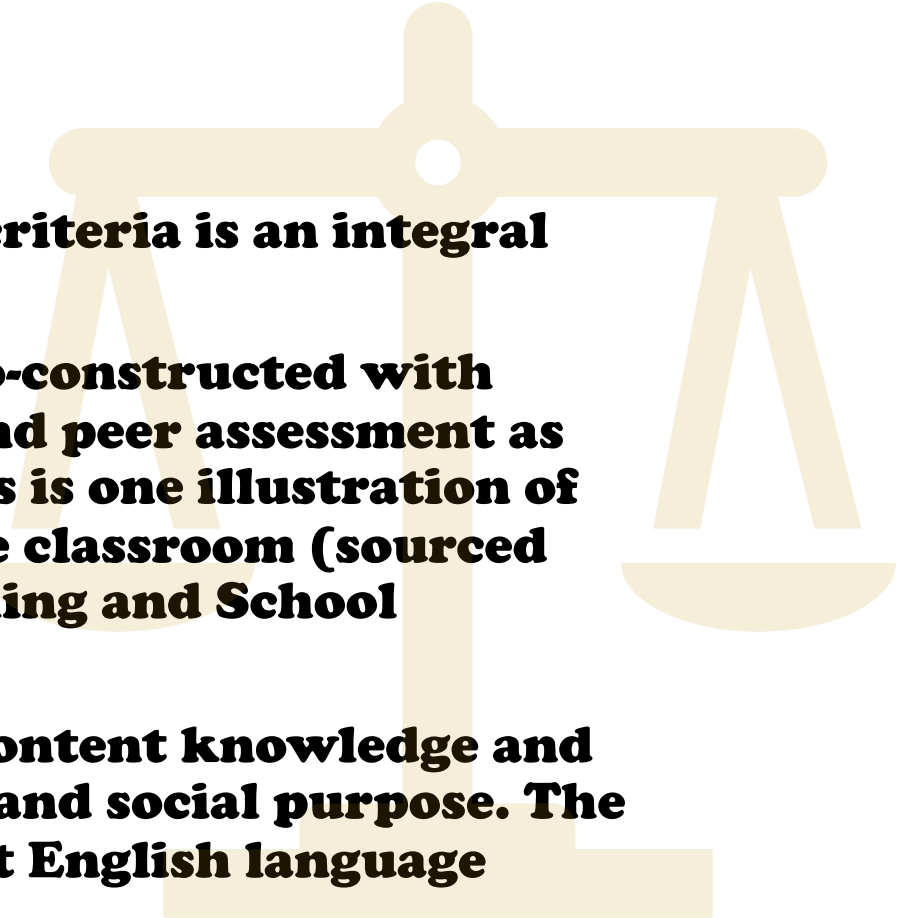 criteria is an integral
o-constructed with
nd peer assessment as
s is one illustration of
e classroom (sourced
ing and School
ontent knowledge and
and social purpose. The
t English language